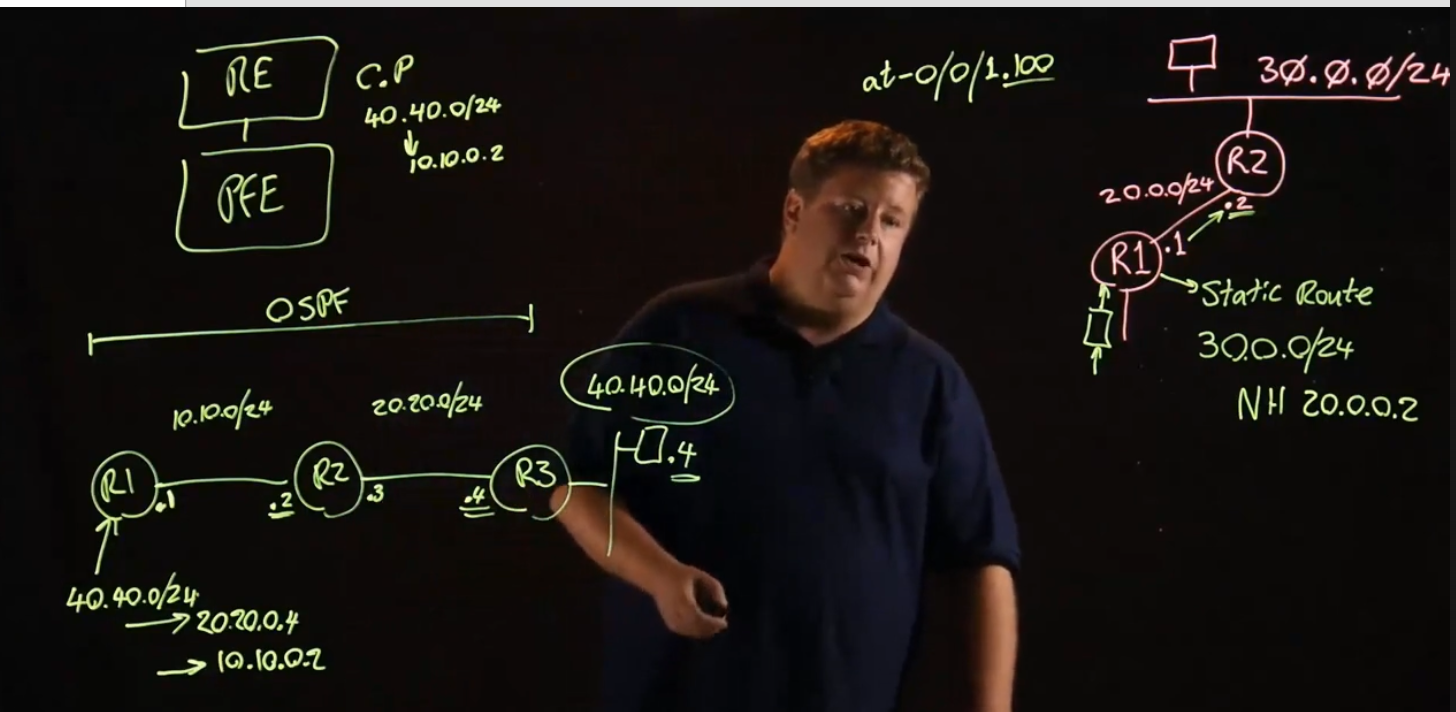 RE
C.P
40.40.0/24
10.10.0.2
PFE
OSPF
10.10.0/24
20.20.0/24
40.40.0/24
R1
.1
.2
R2
.3
.4
R3
.4
40.40.0/24
20.20.0.4
10.10.0.2
at-0/0/1.100
30.0.0/24
R2
20.0.0/24
.2
R1
.1
Static Route
30.0.0/24
NH 20.0.0.2